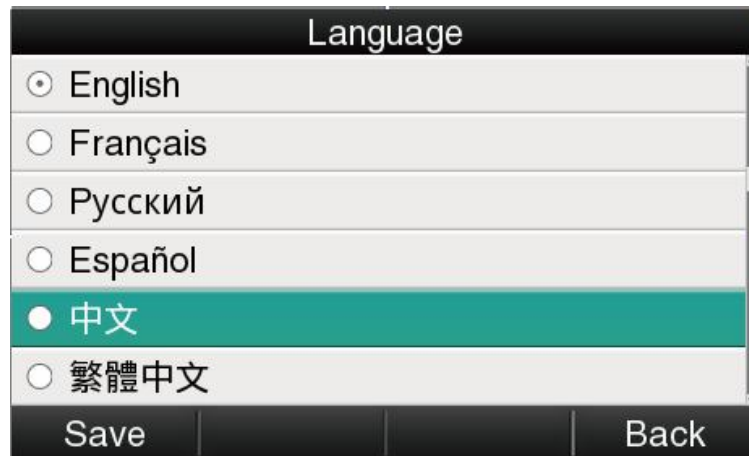 Language
English
Français
Русский
Español
中文
繁體中文
Save Back